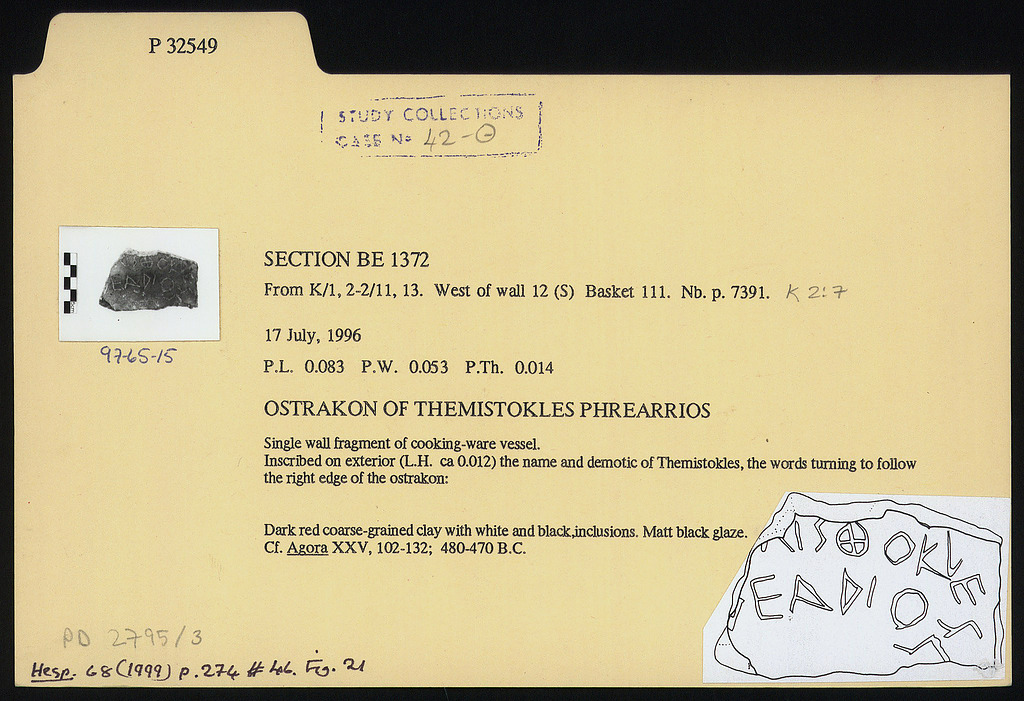 P 32549
STUDY COLLECTIONS
CASE Nº 42-Θ
SECTION BE 1372
From K/1, 2-2/11, 13. West of wall 12 (S) Basket 111. Nb. p. 7391. K 2:7
17 July, 1996
P.L. 0.083 P.W. 0.053 P.Th. 0.014
97-65-15
OSTRAKON OF THEMISTOKLES PHREARRIOS
Single wall fragment of cooking-ware vessel.
Inscribed on exterior (L.H. ca 0.012) the name and demotic of Themistokles, the words turning to follow
the right edge of the ostrakon:
Dark red coarse-grained clay with white and black,inclusions. Matt black glaze.
Cf. Agora XXV, 102-132; 480-470 B.C.
PD 2795/3
Hesp. 68 (1999) p. 274 # 46. Fig. 21